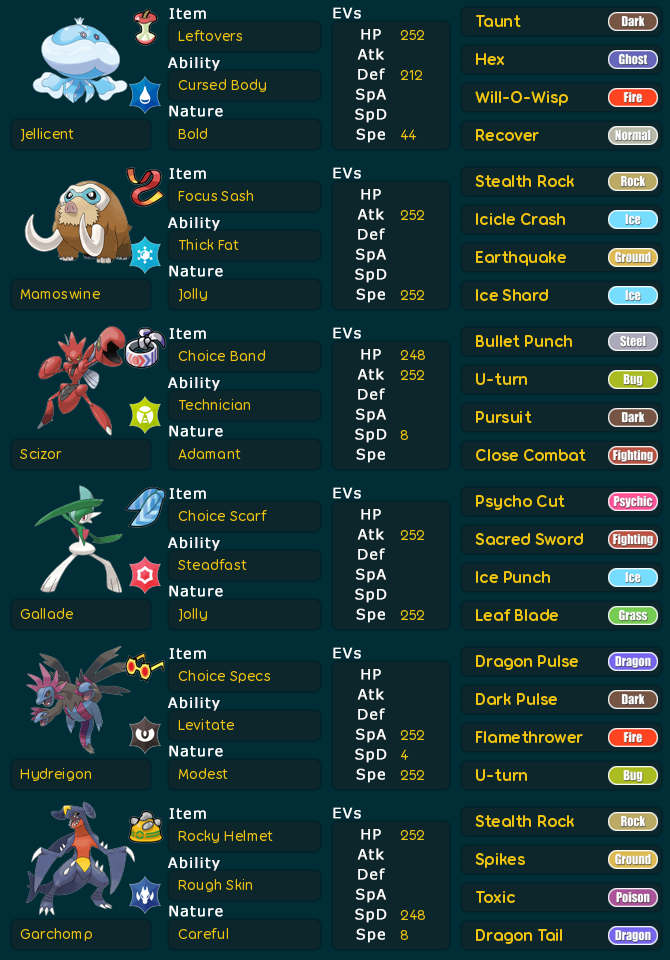 Item
Leftovers
Ability
Cursed Body
Nature
Jellicent
Bold
EVs
HP 252
Atk
Def 212
SpA
SpD
Spe 44
Taunt Dark
Hex Ghost
Will-O-Wisp Fire
Recover Normal
Item
Focus Sash
Ability
Thick Fat
Nature
Mamoswine
Jolly
EVs
HP
Atk 252
Def
SpA
SpD
Spe 252
Stealth Rock Rock
Icicle Crash Ice
Earthquake Ground
Ice Shard Ice
Item
Choice Band
Ability
Technician
Nature
Scizor
Adamant
EVs
HP 248
Atk 252
Def
SpA
SpD 8
Spe
Bullet Punch Steel
U-turn Bug
Pursuit Dark
Close Combat Fighting
Item
Choice Scarf
Ability
Steadfast
Nature
Gallade
Jolly
EVs
HP
Atk 252
Def
SpA
SpD
Spe 252
Psycho Cut Psychic
Sacred Sword Fighting
Ice Punch Ice
Leaf Blade Grass
Item
Choice Specs
Ability
Levitate
Nature
Hydreigon
Modest
EVs
HP
Atk
Def
SpA 252
SpD 4
Spe 252
Dragon Pulse Dragon
Dark Pulse Dark
Flamethrower Fire
U-turn Bug
Item
Rocky Helmet
Ability
Rough Skin
Nature
Garchomp
Careful
EVs
HP 252
Atk
Def
SpA
SpD 248
Spe 8
Stealth Rock Rock
Spikes Ground
Toxic Poison
Dragon Tail Dragon